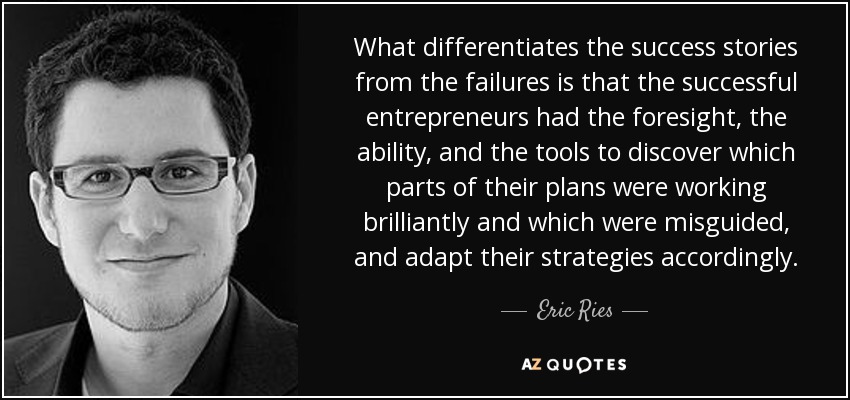 What differentiates the success stories
from the failures is that the successful
entrepreneurs had the foresight, the
ability, and the tools to discover which
parts of their plans were working
brilliantly and which were misguided,
and adapt their strategies accordingly.
Eric Ries
AZ QUOTES